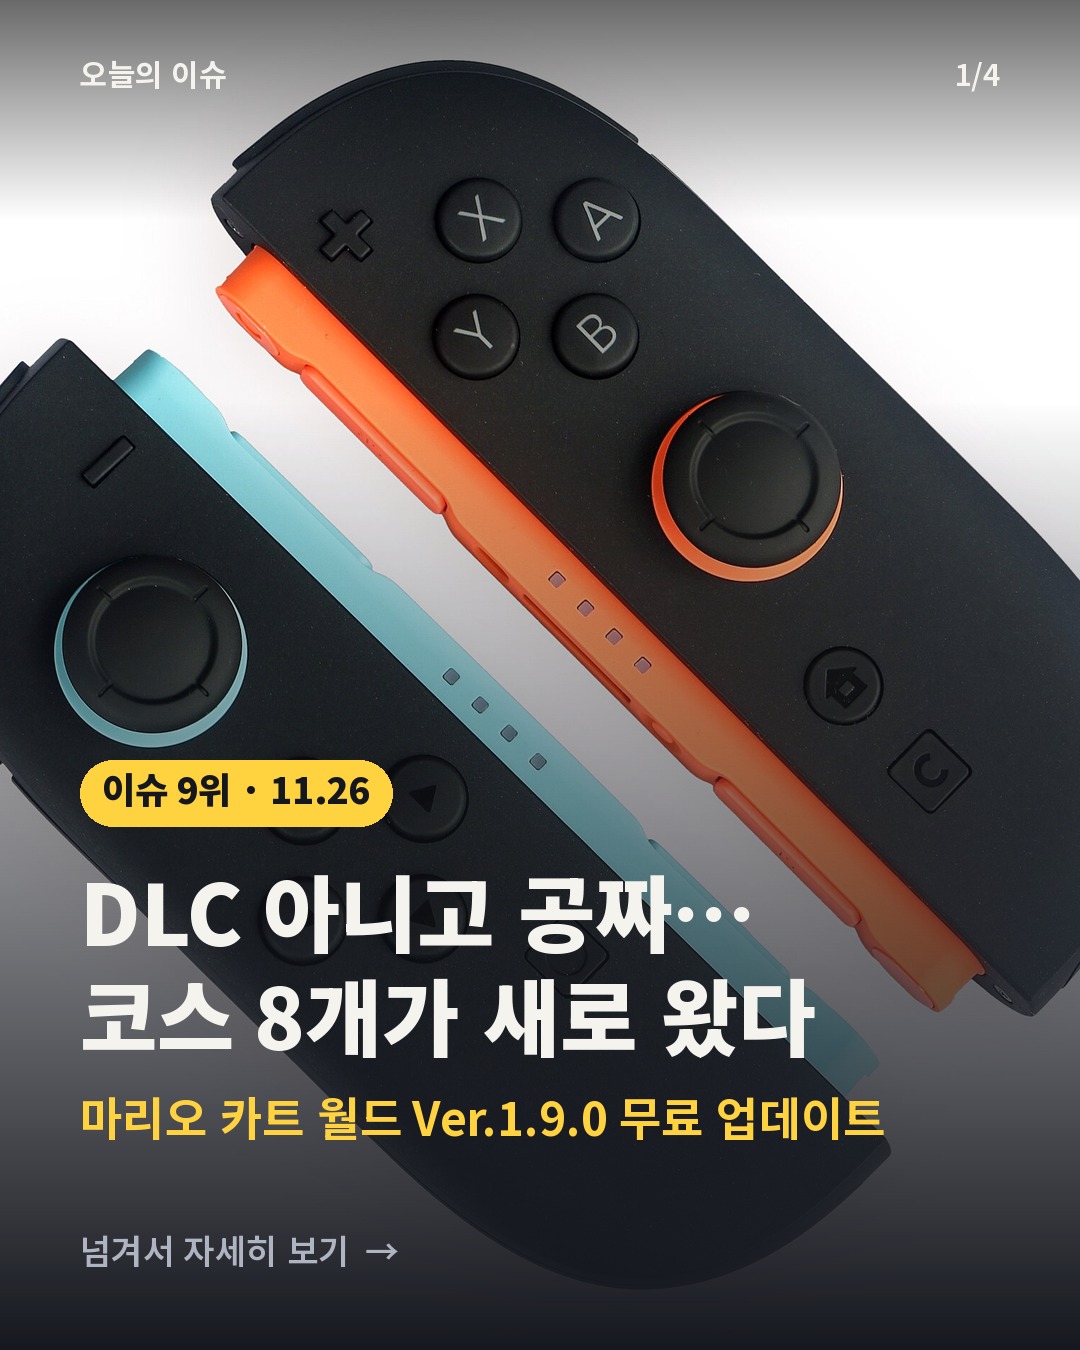 오늘의 이슈
1/4
X
A
Y
B
C
이슈 9위 · 11.26
DLC 아니고 공짜…
코스 8개가 새로 왔다
마리오 카트 월드 Ver.1.9.0 무료 업데이트
넘겨서 자세히 보기 →